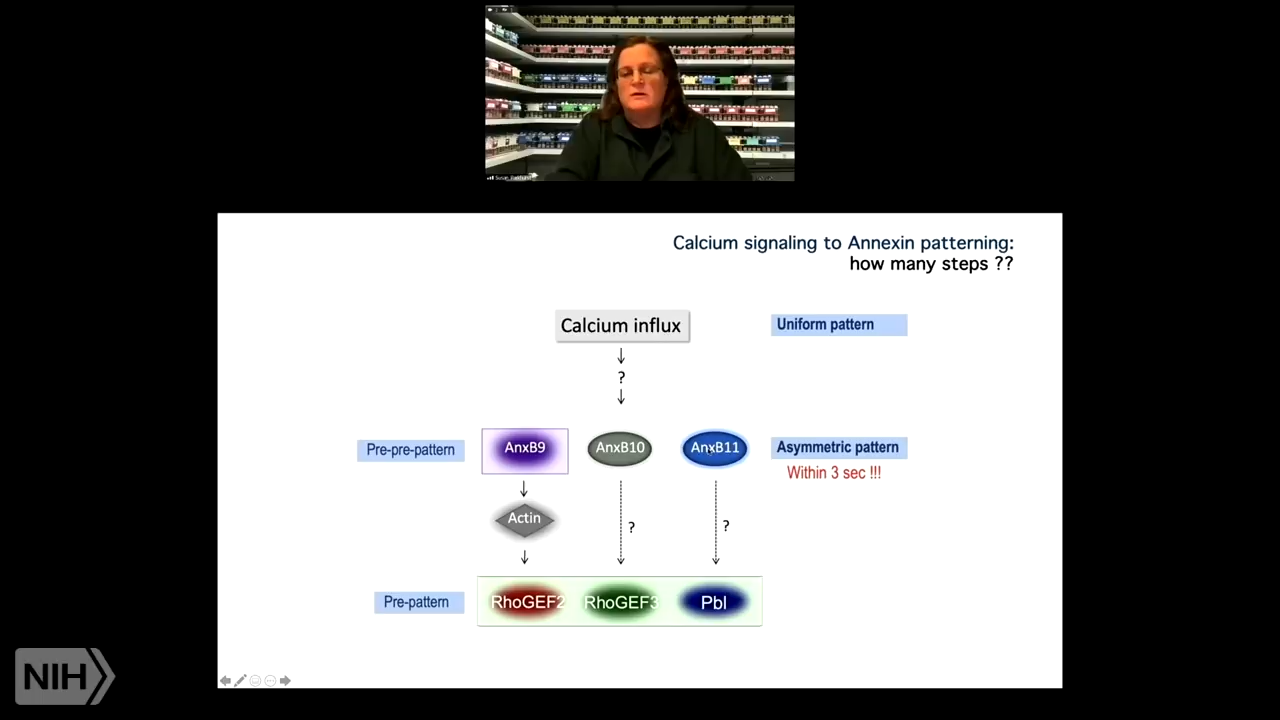 Calcium signaling to Annexin patterning:
how many steps ??
Calcium influx
Uniform pattern
?
Pre-pre-pattern
AnxB9
AnxB10
AnxB11
Asymmetric pattern
Within 3 sec !!!
Actin
?
?
Pre-pattern
RhoGEF2
RhoGEF3
Pbl
NIH